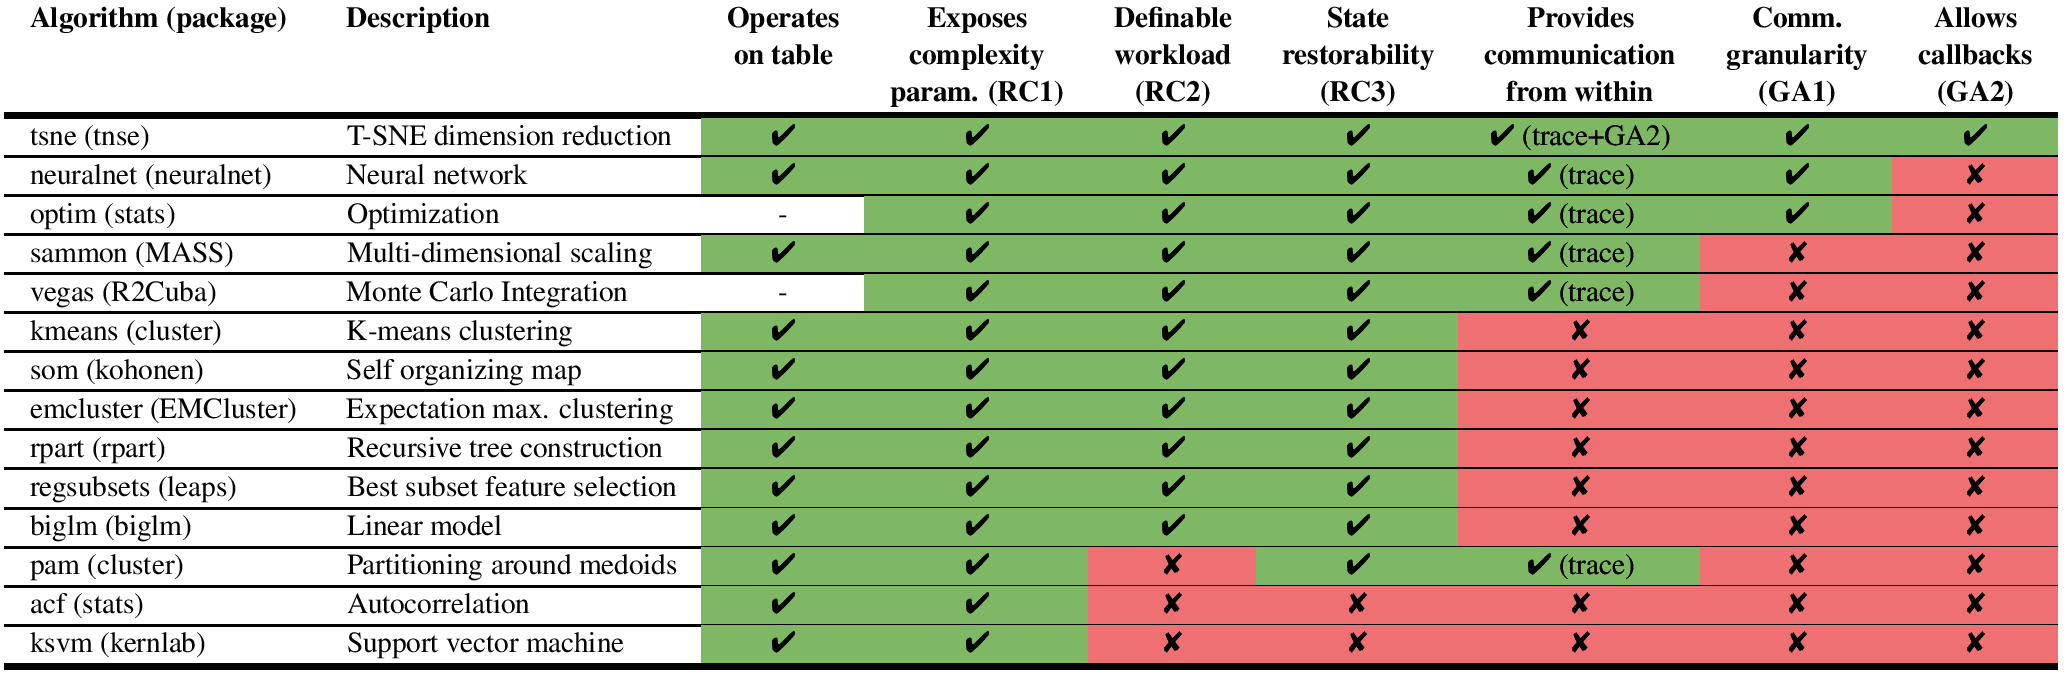 Algorithm (package) Description Operates Exposes Definable State Provides Comm. Allows
on table complexity workload restorability communication granularity callbacks
param. (RC1) (RC2) (RC3) from within (GA1) (GA2)
tsne (tnse) T-SNE dimension reduction ✔ ✔ ✔ ✔ ✔ (trace+GA2) ✔ ✔
neuralnet (neuralnet) Neural network ✔ ✔ ✔ ✔ ✔ (trace) ✔ ✘
optim (stats) Optimization - ✔ ✔ ✔ ✔ (trace) ✔ ✘
sammon (MASS) Multi-dimensional scaling ✔ ✔ ✔ ✔ ✔ (trace) ✘ ✘
vegas (R2Cuba) Monte Carlo Integration - ✔ ✔ ✔ ✔ (trace) ✘ ✘
kmeans (cluster) K-means clustering ✔ ✔ ✔ ✔ ✘ ✘ ✘
som (kohonen) Self organizing map ✔ ✔ ✔ ✔ ✘ ✘ ✘
emcluster (EMCluster) Expectation max. clustering ✔ ✔ ✔ ✔ ✘ ✘ ✘
rpart (rpart) Recursive tree construction ✔ ✔ ✔ ✔ ✘ ✘ ✘
regsubsets (leaps) Best subset feature selection ✔ ✔ ✔ ✔ ✘ ✘ ✘
biglm (biglm) Linear model ✔ ✔ ✔ ✔ ✘ ✘ ✘
pam (cluster) Partitioning around medoids ✔ ✔ ✘ ✔ ✔ (trace) ✘ ✘
acf (stats) Autocorrelation ✔ ✔ ✘ ✘ ✘ ✘ ✘
ksvm (kernlab) Support vector machine ✔ ✔ ✘ ✘ ✘ ✘ ✘